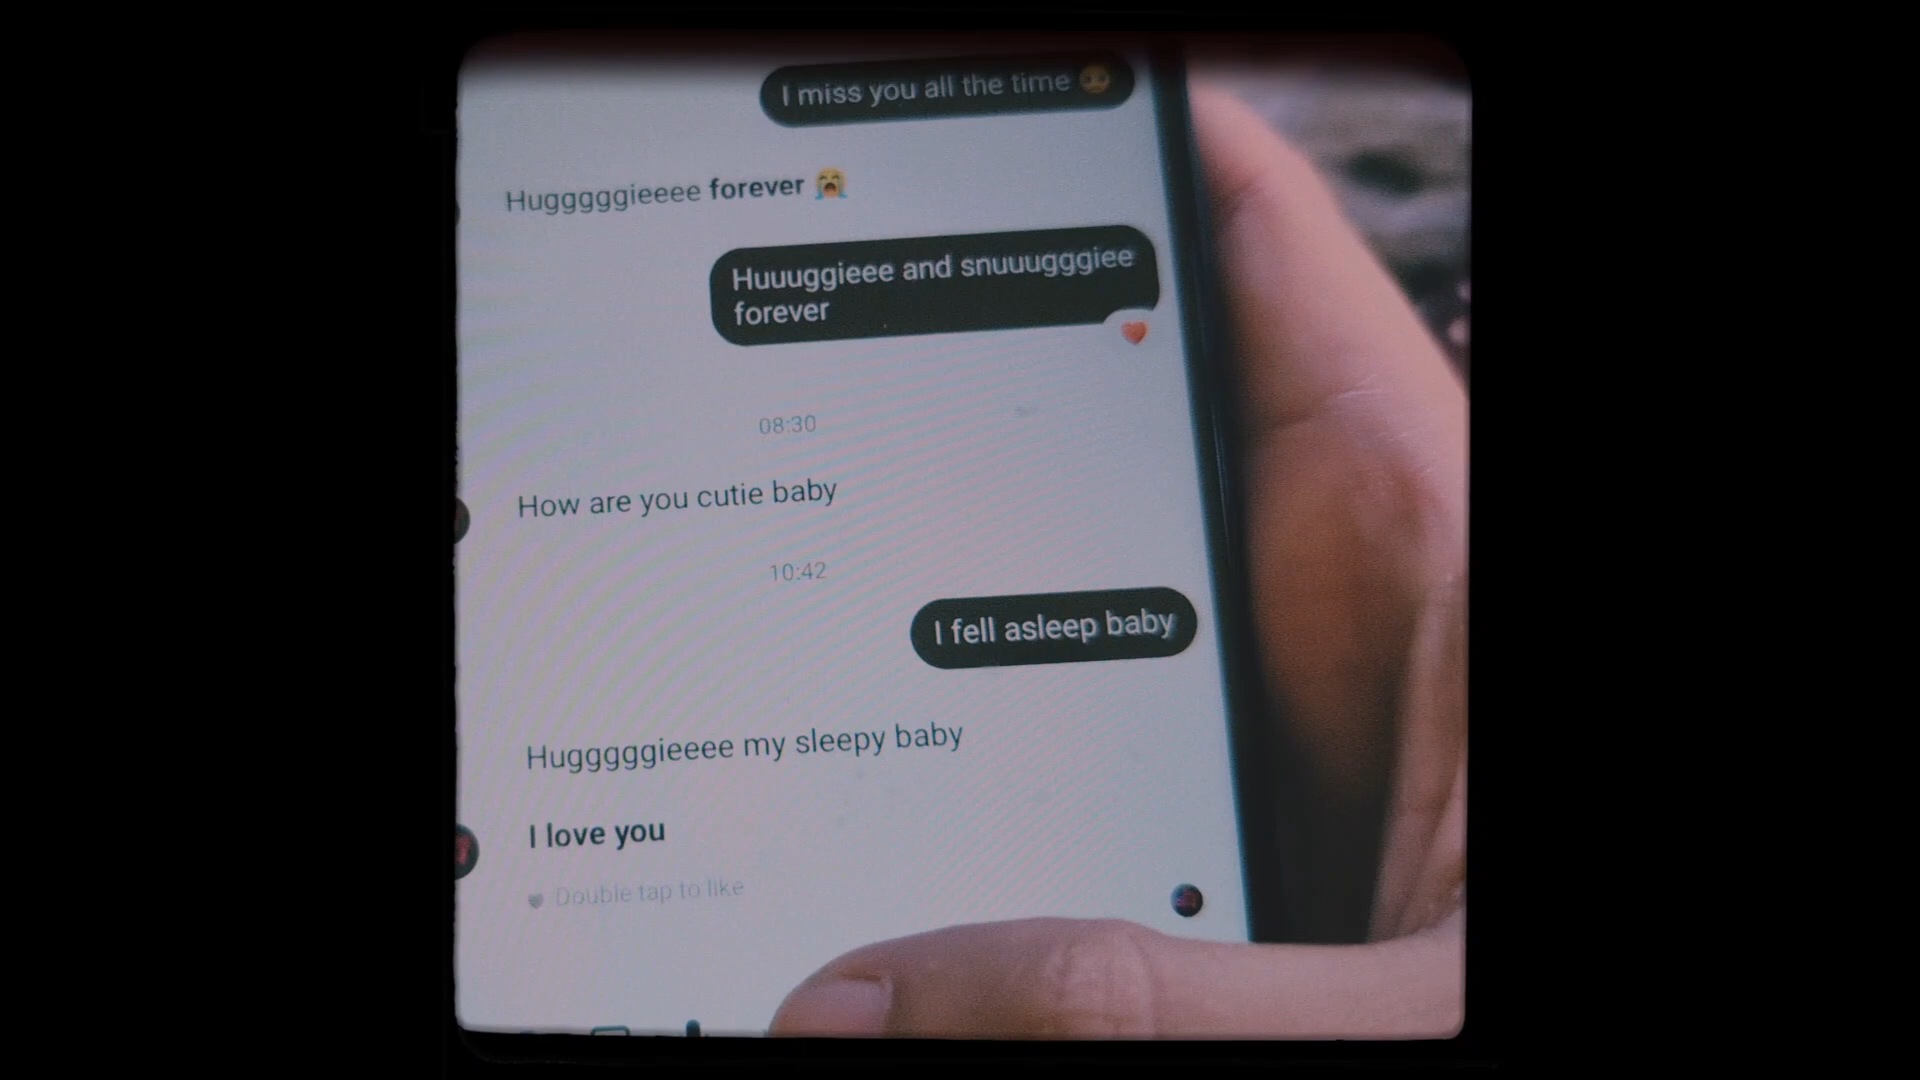 I miss you all the time 🥺
Hugggggieeee forever 😭
Huuuggieee and snuuugggiee
forever
08:30
How are you cutie baby
10:42
I fell asleep baby
Hugggggieeee my sleepy baby
I love you
Double tap to like